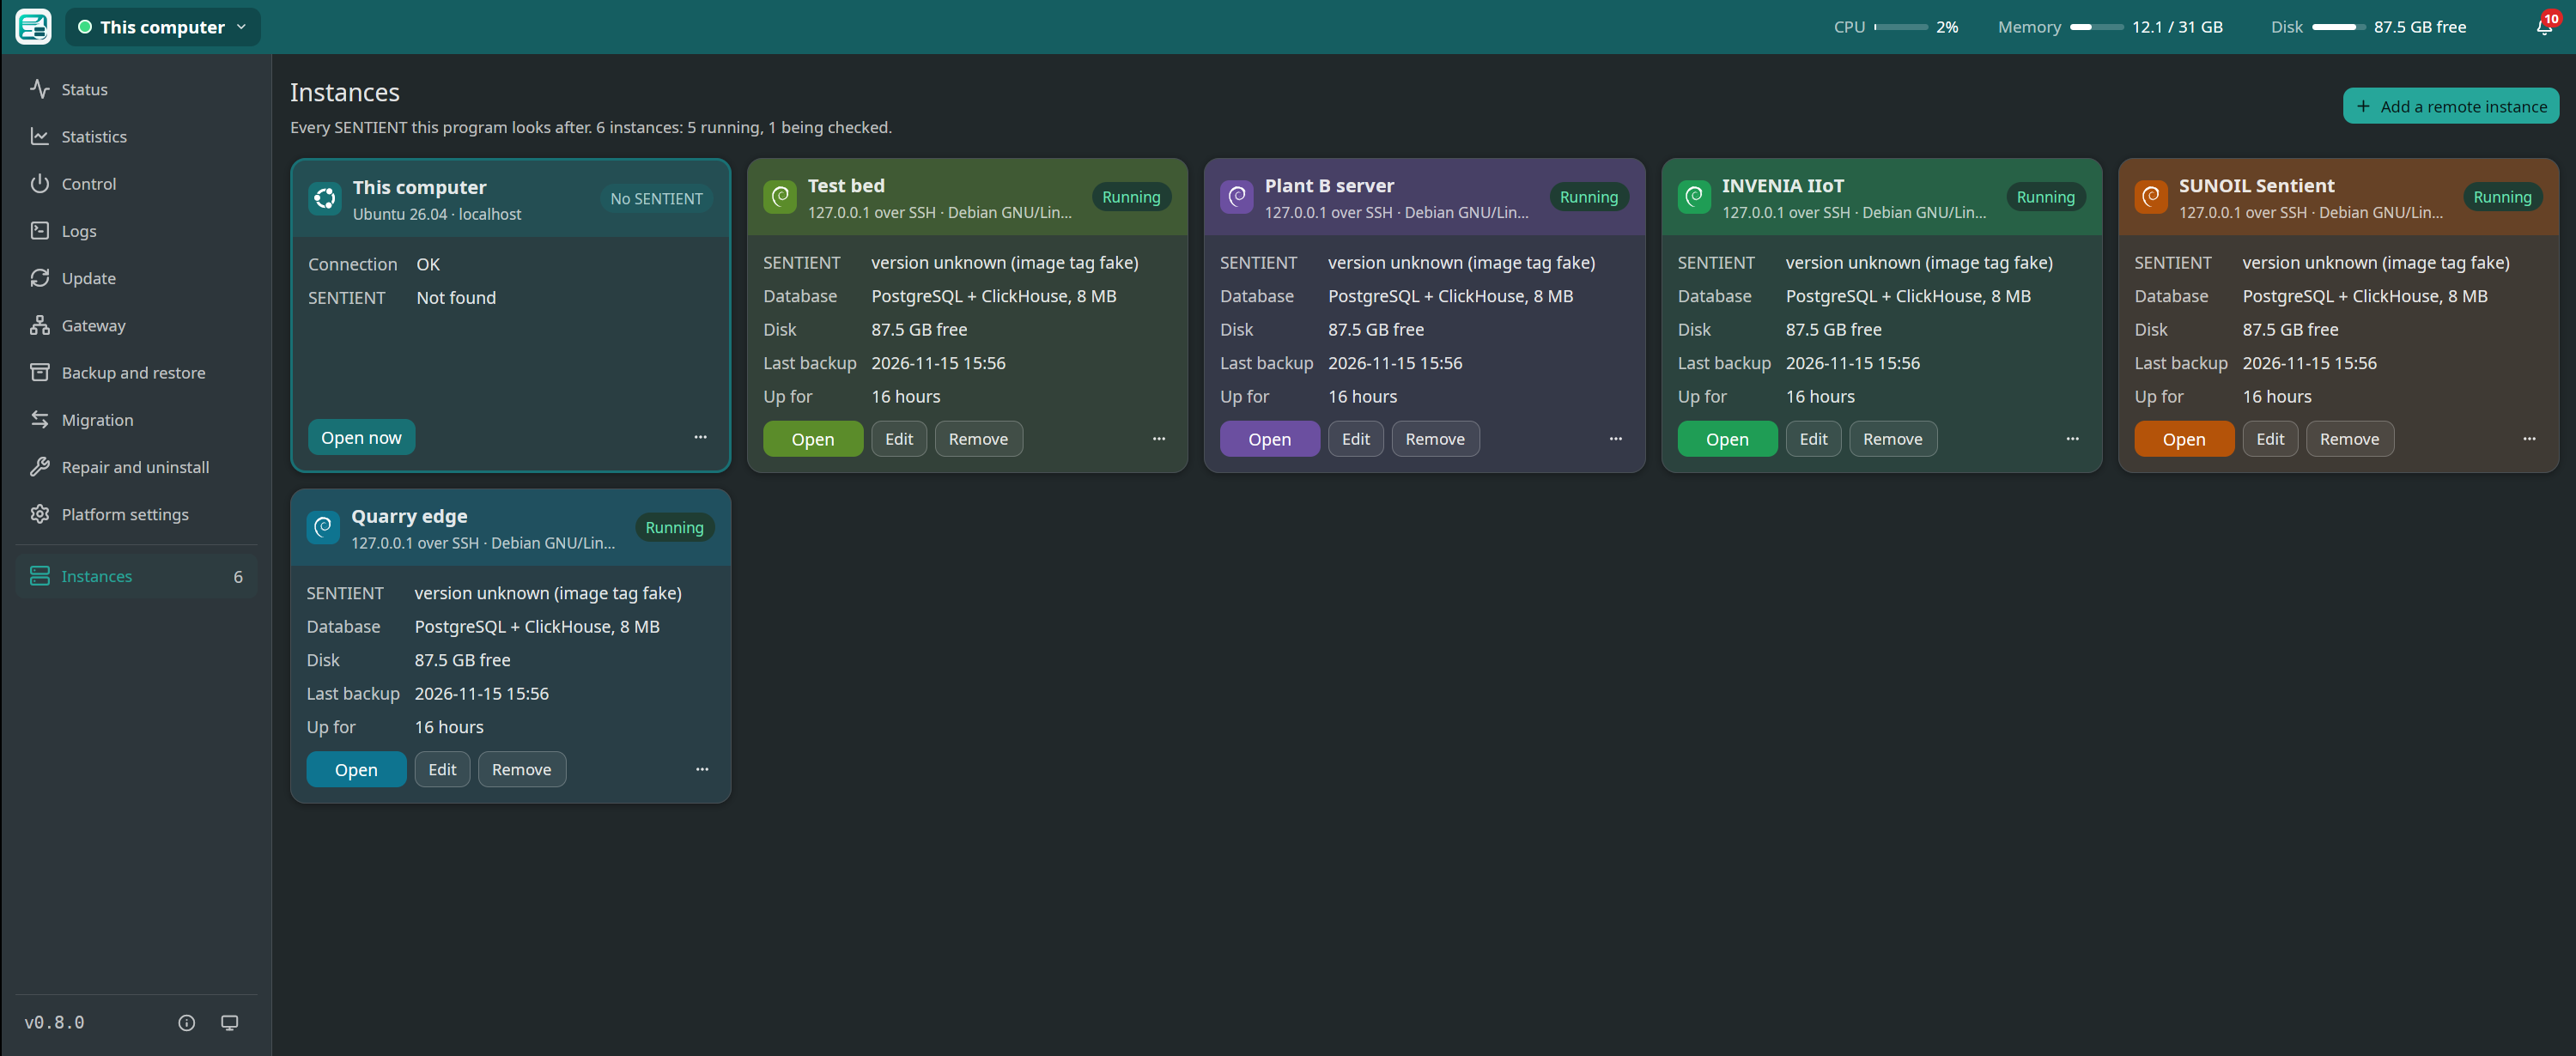 This computer
CPU 2% Memory 12.1 / 31 GB Disk 87.5 GB free 10
Status
Statistics
Control
Logs
Update
Gateway
Backup and restore
Migration
Repair and uninstall
Platform settings
Instances 6
v0.8.0
Instances
Every SENTIENT this program looks after. 6 instances: 5 running, 1 being checked.
+ Add a remote instance
This computer
Ubuntu 26.04 · localhost
No SENTIENT
Connection OK
SENTIENT Not found
Open now
Test bed
127.0.0.1 over SSH · Debian GNU/Lin...
Running
SENTIENT version unknown (image tag fake)
Database PostgreSQL + ClickHouse, 8 MB
Disk 87.5 GB free
Last backup 2026-11-15 15:56
Up for 16 hours
Open Edit Remove
Plant B server
127.0.0.1 over SSH · Debian GNU/Lin...
Running
SENTIENT version unknown (image tag fake)
Database PostgreSQL + ClickHouse, 8 MB
Disk 87.5 GB free
Last backup 2026-11-15 15:56
Up for 16 hours
Open Edit Remove
INVENIA IIoT
127.0.0.1 over SSH · Debian GNU/Lin...
Running
SENTIENT version unknown (image tag fake)
Database PostgreSQL + ClickHouse, 8 MB
Disk 87.5 GB free
Last backup 2026-11-15 15:56
Up for 16 hours
Open Edit Remove
SUNOIL Sentient
127.0.0.1 over SSH · Debian GNU/Lin...
Running
SENTIENT version unknown (image tag fake)
Database PostgreSQL + ClickHouse, 8 MB
Disk 87.5 GB free
Last backup 2026-11-15 15:56
Up for 16 hours
Open Edit Remove
Quarry edge
127.0.0.1 over SSH · Debian GNU/Lin...
Running
SENTIENT version unknown (image tag fake)
Database PostgreSQL + ClickHouse, 8 MB
Disk 87.5 GB free
Last backup 2026-11-15 15:56
Up for 16 hours
Open Edit Remove